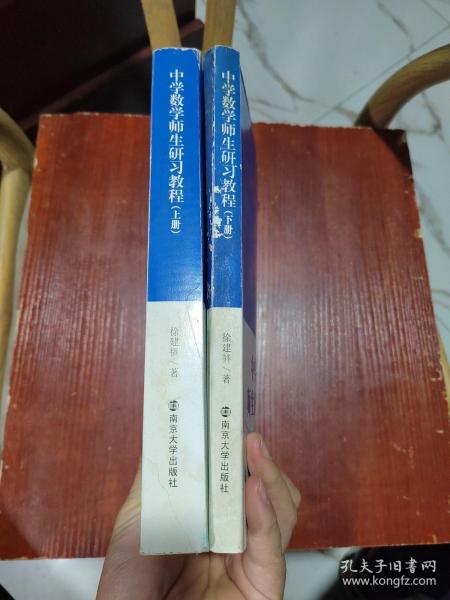 中学数学师生研习教程(上册)
徐建
/著
南京大学出版社
中学数学师生研习教程(下册)
徐建
/著
南京大学出版社
孔夫子旧书网
www.kongfz.com